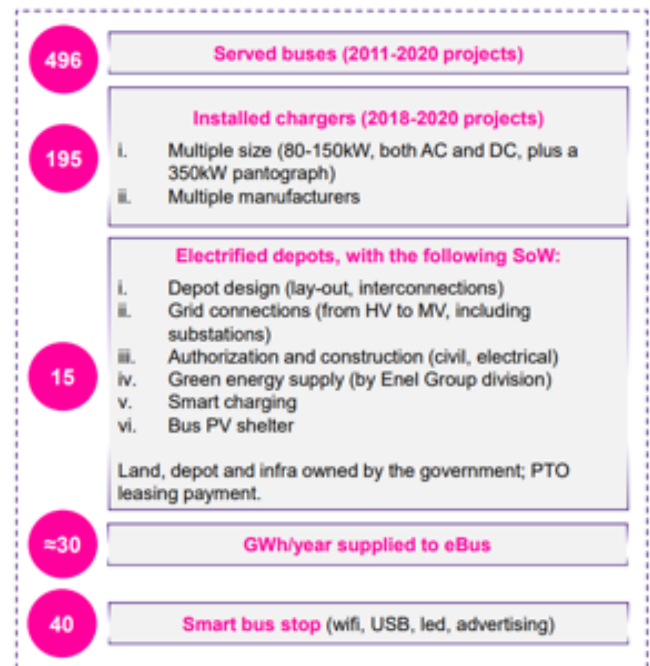 496
Served buses (2011-2020 projects)
195
Installed chargers (2018-2020 projects)
i. Multiple size (80-150kW, both AC and DC, plus a
350kW pantograph)
ii. Multiple manufacturers
15
Electrified depots, with the following SoW:
i. Depot design (lay-out, interconnections)
ii. Grid connections (from HV to MV, including
substations)
iii. Authorization and construction (civil, electrical)
iv. Green energy supply (by Enel Group division)
v. Smart charging
vi. Bus PV shelter
Land, depot and infra owned by the government; PTO
leasing payment.
≈30
GWh/year supplied to eBus
40
Smart bus stop (wifi, USB, led, advertising)